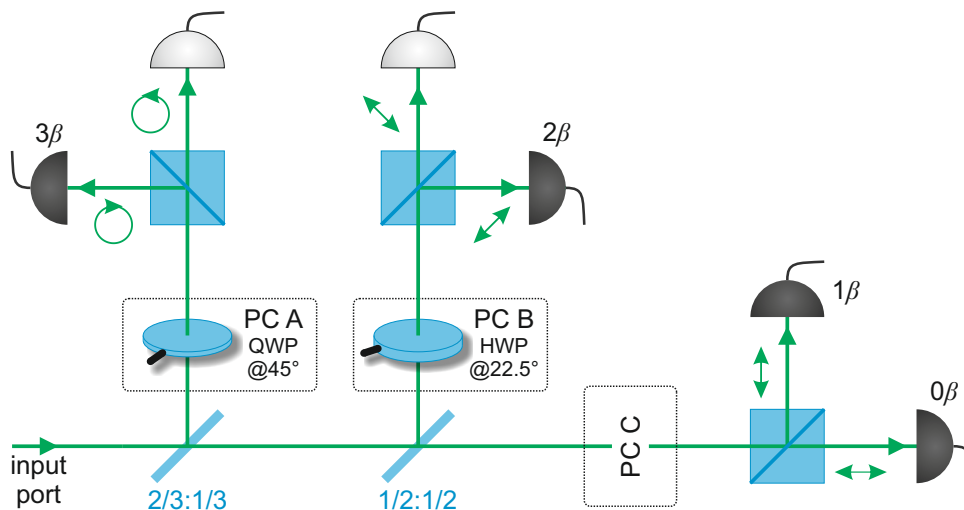 3β
2β
PC A
QWP
@45°
PC B
HWP
@22.5°
1β
0β
PC C
input
port
2/3:1/3
1/2:1/2